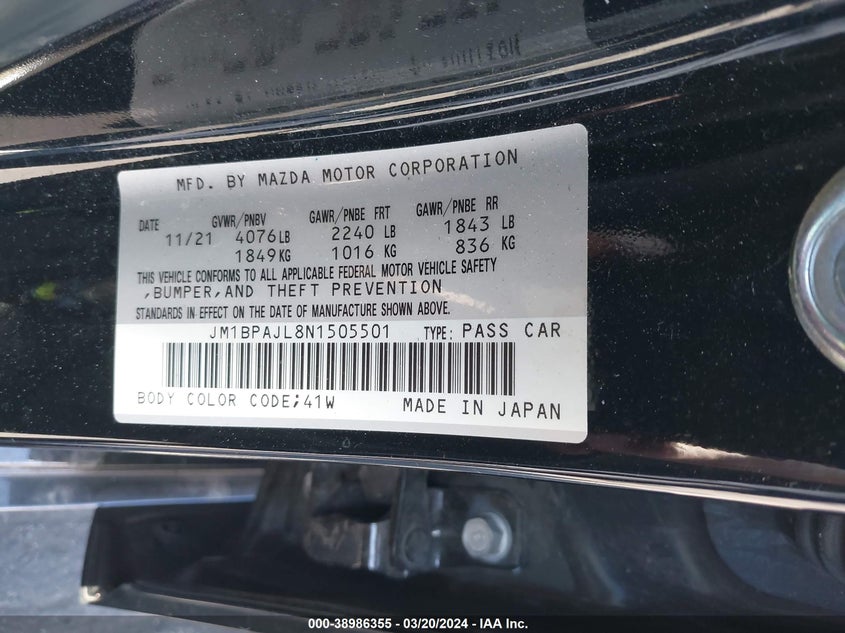 MFD. BY MAZDA MOTOR CORPORATION
DATE GVWR/PNBV GAWR/PNBE FRT GAWR/PNBE RR
11/21 4076LB 2240 LB 1843 LB
1849KG 1016 KG 836 KG
THIS VEHICLE CONFORMS TO ALL APPLICABLE FEDERAL MOTOR VEHICLE SAFETY
,BUMPER,AND THEFT PREVENTION
STANDARDS IN EFFECT ON THE DATE OF MANUFACTURE SHOWN ABOVE.
JM1BPAJL8N1505501 TYPE: PASS CAR
BODY COLOR CODE;41W MADE IN JAPAN
000-38986355 - 03/20/2024 - IAA Inc.